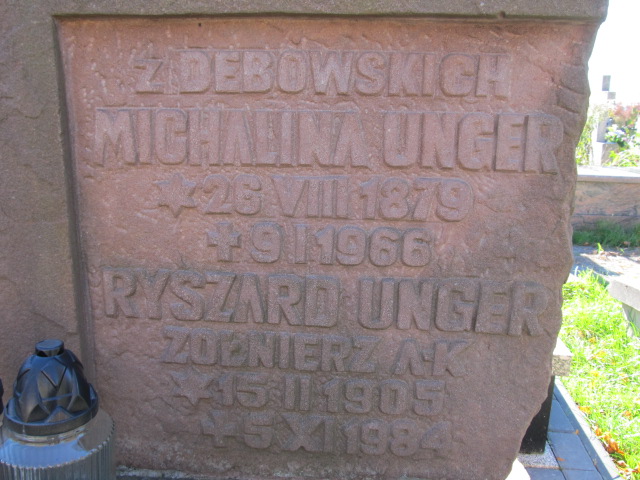 z DĘBOWSKICH
MICHALINA UNGER
26 VIII 1879
9 I 1966
RYSZARD UNGER
ŻOŁNIERZ A·K
15 II 1905
5 XI 1984